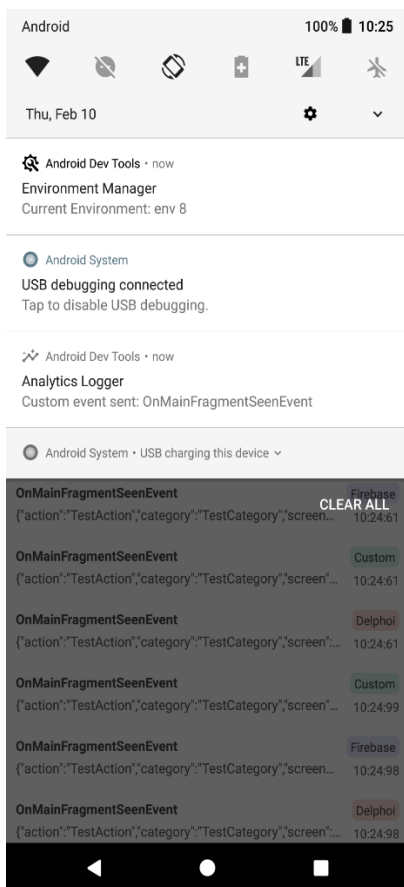 Android 100% 10:25
LTE
Thu, Feb 10
Android Dev Tools • now
Environment Manager
Current Environment: env 8
Android System
USB debugging connected
Tap to disable USB debugging.
Android Dev Tools • now
Analytics Logger
Custom event sent: OnMainFragmentSeenEvent
Android System • USB charging this device
CLEAR ALL
OnMainFragmentSeenEvent Firebase
{"action":"TestAction","category":"TestCategory","screen... 10:24:61
OnMainFragmentSeenEvent Custom
{"action":"TestAction","category":"TestCategory","screen"... 10:24:61
OnMainFragmentSeenEvent Delphoi
{"action":"TestAction","category":"TestCategory","screen":... 10:24:61
OnMainFragmentSeenEvent Custom
{"action":"TestAction","category":"TestCategory","screen"... 10:24:99
OnMainFragmentSeenEvent Firebase
{"action":"TestAction","category":"TestCategory","screen... 10:24:98
OnMainFragmentSeenEvent Delphoi
{"action":"TestAction","category":"TestCategory","screen":... 10:24:98